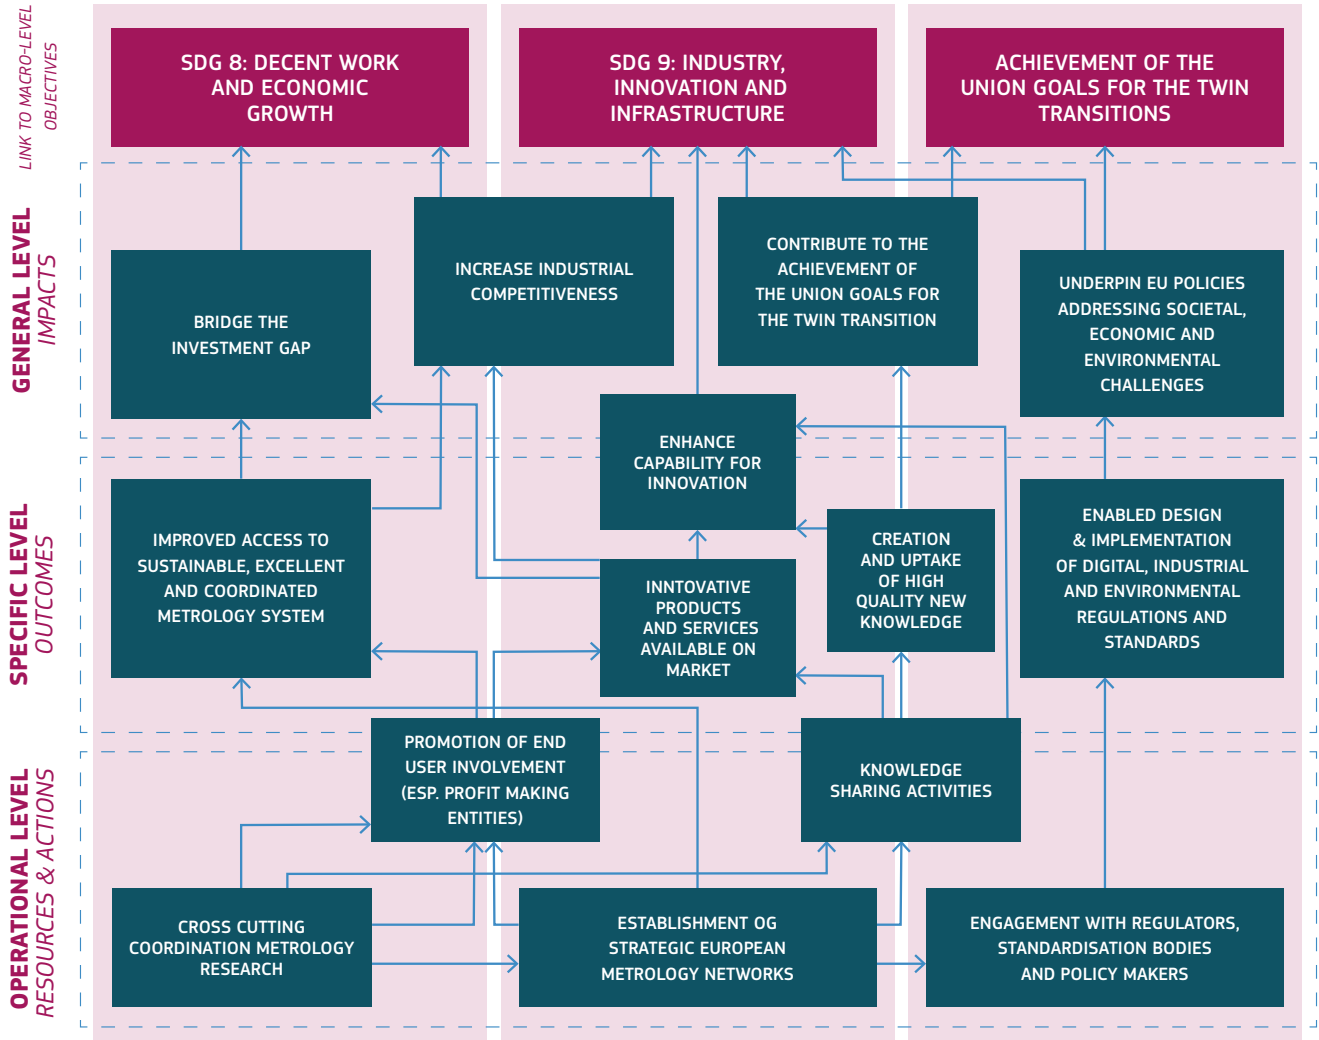 LINK TO MACRO-LEVEL
OBJECTIVES
SDG 8: DECENT WORK
AND ECONOMIC
GROWTH
SDG 9: INDUSTRY,
INNOVATION AND
INFRASTRUCTURE
ACHIEVEMENT OF THE
UNION GOALS FOR THE TWIN
TRANSITIONS
GENERAL LEVEL
IMPACTS
BRIDGE THE
INVESTMENT GAP
INCREASE INDUSTRIAL
COMPETITIVENESS
CONTRIBUTE TO THE
ACHIEVEMENT OF
THE UNION GOALS FOR
THE TWIN TRANSITION
UNDERPIN EU POLICIES
ADDRESSING SOCIETAL,
ECONOMIC AND
ENVIRONMENTAL
CHALLENGES
ENHANCE
CAPABILITY FOR
INNOVATION
SPECIFIC LEVEL
OUTCOMES
IMPROVED ACCESS TO
SUSTAINABLE, EXCELLENT
AND COORDINATED
METROLOGY SYSTEM
INNTOVATIVE
PRODUCTS
AND SERVICES
AVAILABLE ON
MARKET
CREATION
AND UPTAKE
OF HIGH
QUALITY NEW
KNOWLEDGE
ENABLED DESIGN
& IMPLEMENTATION
OF DIGITAL, INDUSTRIAL
AND ENVIRONMENTAL
REGULATIONS AND
STANDARDS
OPERATIONAL LEVEL
RESOURCES & ACTIONS
PROMOTION OF END
USER INVOLVEMENT
(ESP. PROFIT MAKING
ENTITIES)
KNOWLEDGE
SHARING ACTIVITIES
CROSS CUTTING
COORDINATION METROLOGY
RESEARCH
ESTABLISHMENT OG
STRATEGIC EUROPEAN
METROLOGY NETWORKS
ENGAGEMENT WITH REGULATORS,
STANDARDISATION BODIES
AND POLICY MAKERS